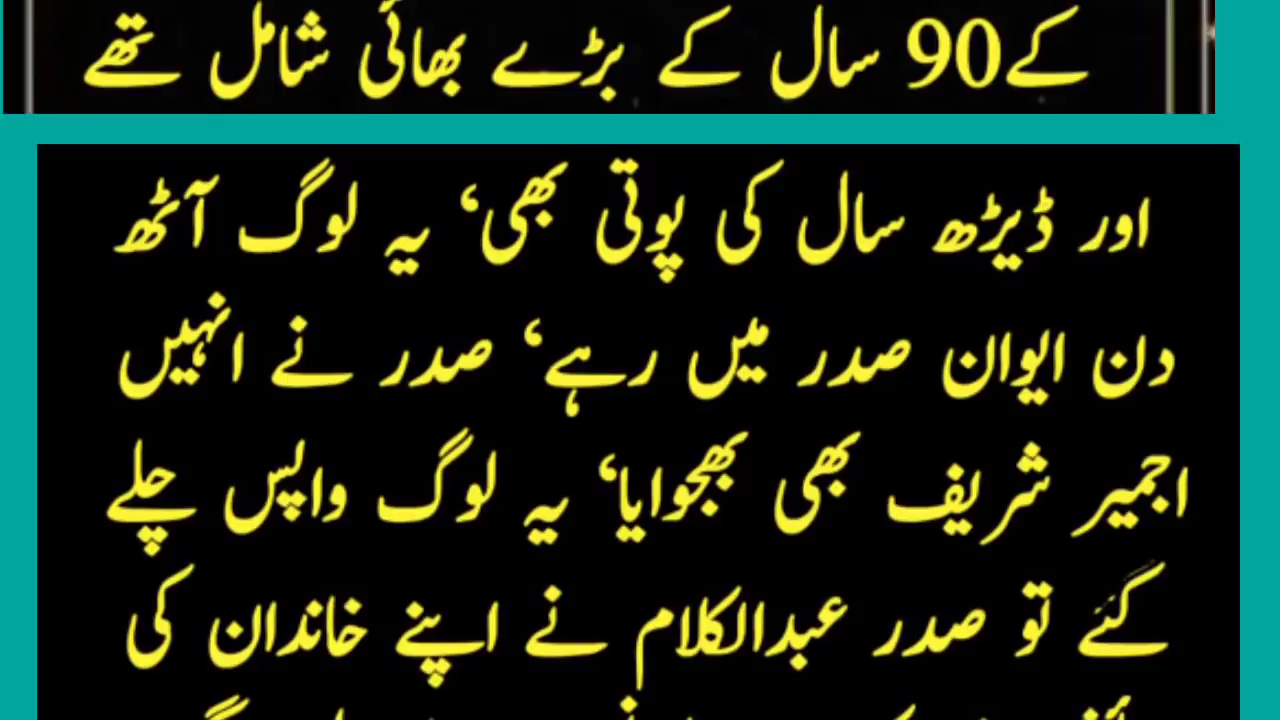 کے90 سال کے بڑے بھائی شامل تھے
اور ڈیڑھ سال کی پوتی بھی‘ یہ لوگ آٹھ
دن ایوان صدر میں رہے‘ صدر نے انہیں
اجمیر شریف بھی بھجوایا‘ یہ لوگ واپس چلے
گئے تو صدر عبدالکلام نے اپنے خاندان کی